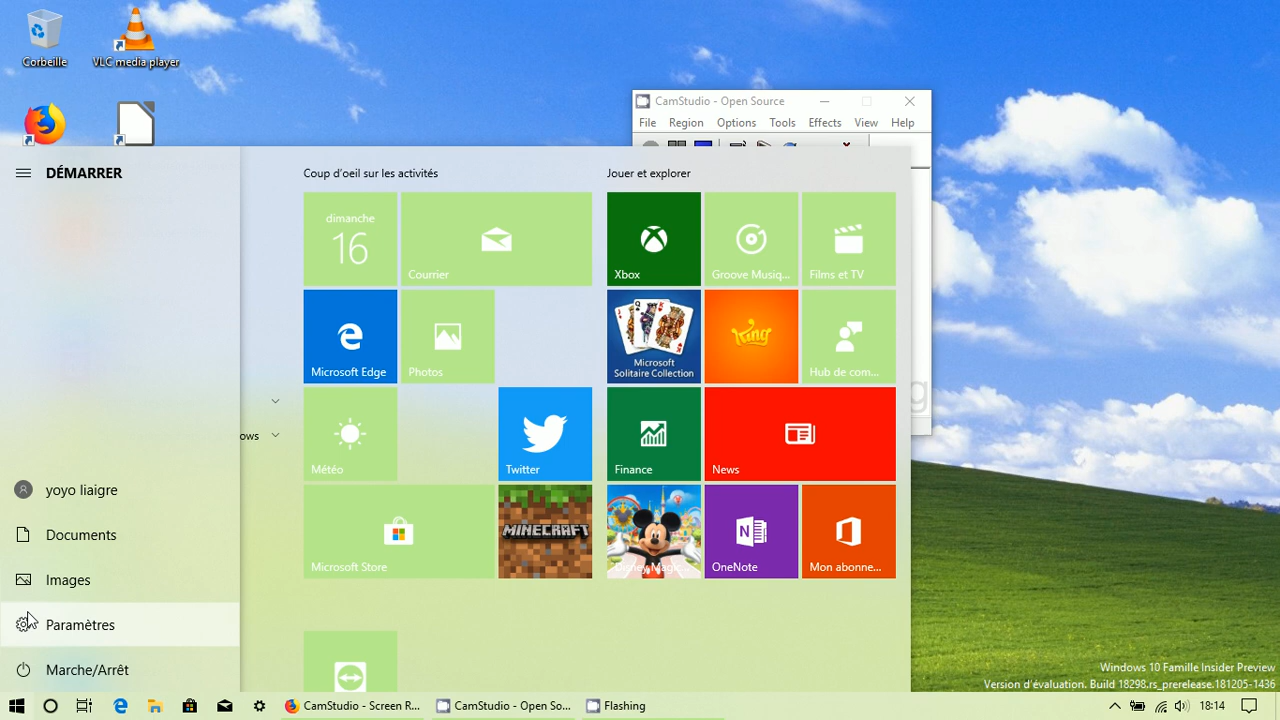 Corbeille
VLC media player
CamStudio - Open Source
File Region Options Tools Effects View Help
DÉMARRER
Coup d'oeil sur les activités
Jouer et explorer
dimanche
16
Courrier
Xbox
Groove Musiq...
Films et TV
Microsoft Edge
Photos
Microsoft
Solitaire Collection
King
Hub de com...
ows
Météo
Twitter
Finance
News
yoyo liaigre
Documents
Images
Paramètres
Marche/Arrêt
Microsoft Store
MINECRAFT
Disney Magic...
OneNote
Mon abonne...
Windows 10 Famille Insider Preview
Version d'évaluation. Build 18298.rs_prerelease.181205-1436
CamStudio - Screen R...
CamStudio - Open So...
Flashing
18:14